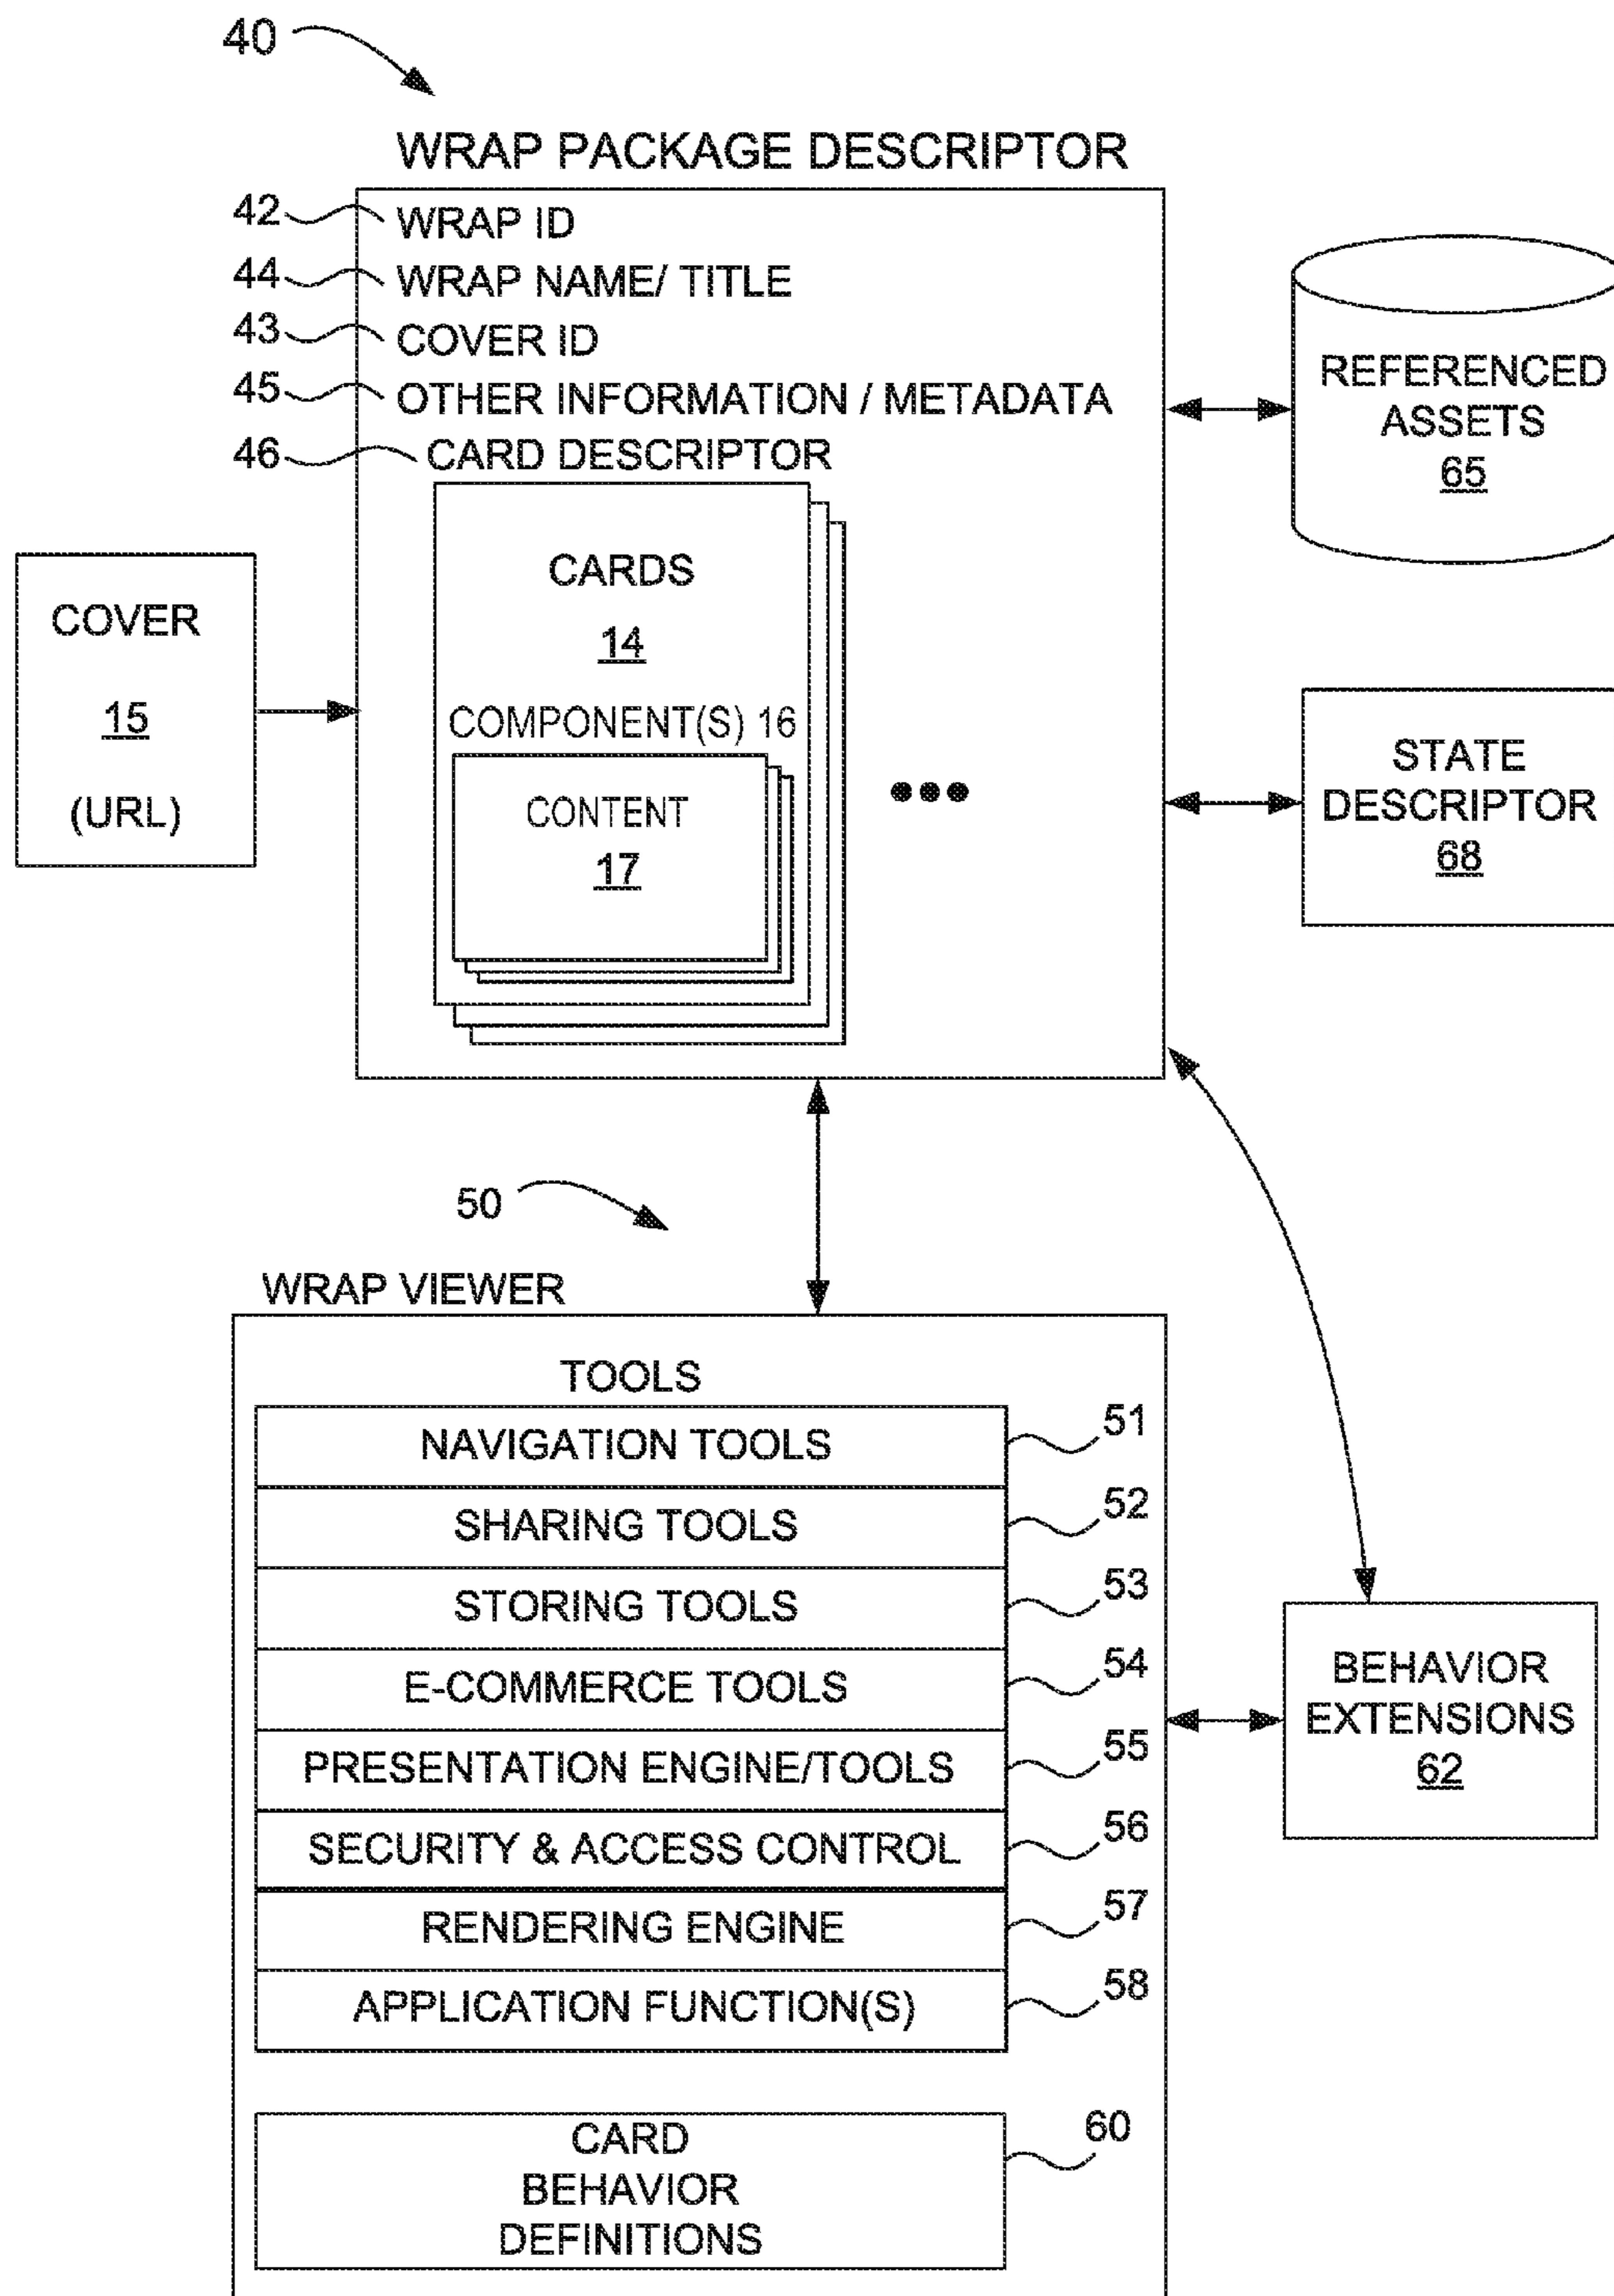 40
WRAP PACKAGE DESCRIPTOR
42 WRAP ID
44 WRAP NAME/ TITLE
43 COVER ID
45 OTHER INFORMATION / METADATA
46 CARD DESCRIPTOR
CARDS
14
COMPONENT(S) 16
CONTENT
17
COVER
15
(URL)
REFERENCED
ASSETS
65
STATE
DESCRIPTOR
68
50
WRAP VIEWER
TOOLS
NAVIGATION TOOLS 51
SHARING TOOLS 52
STORING TOOLS 53
E-COMMERCE TOOLS 54
PRESENTATION ENGINE/TOOLS 55
SECURITY & ACCESS CONTROL 56
RENDERING ENGINE 57
APPLICATION FUNCTION(S) 58
CARD
BEHAVIOR
DEFINITIONS
60
BEHAVIOR
EXTENSIONS
62